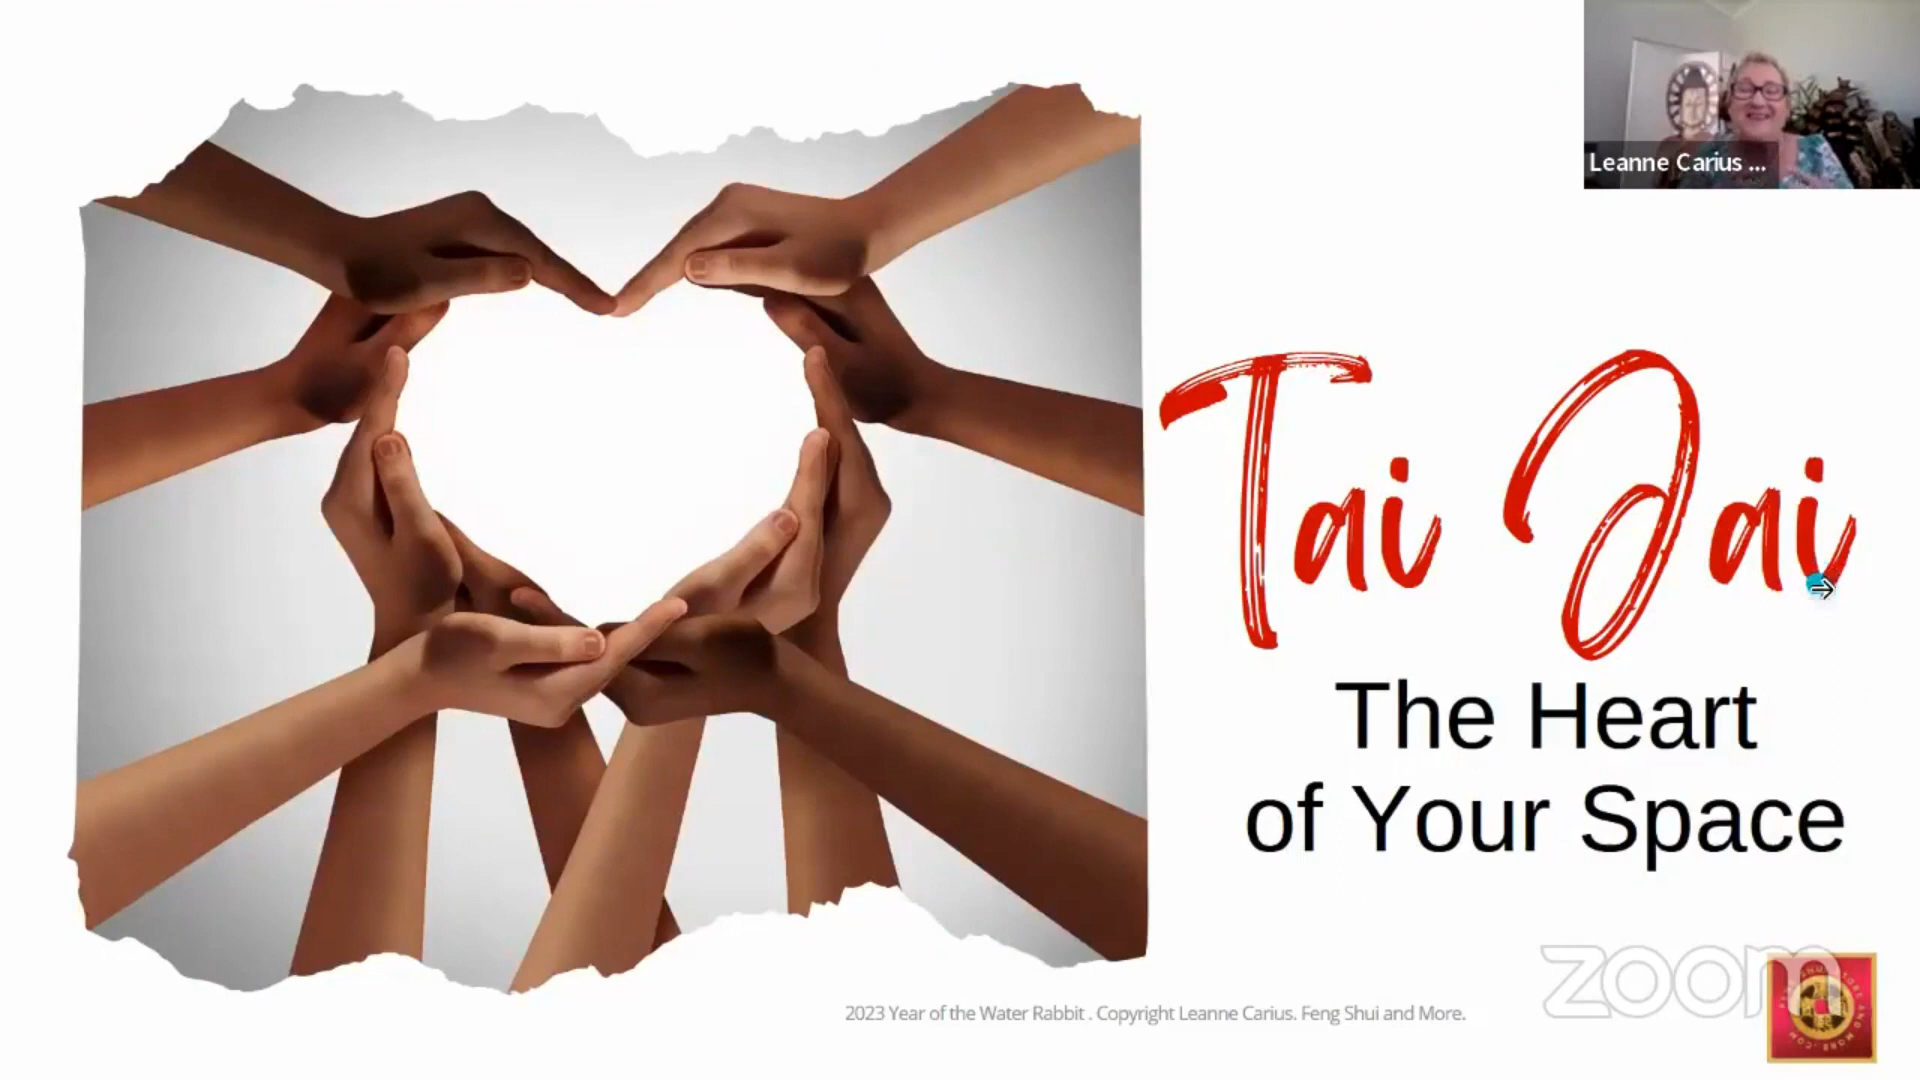 Leanne Carius ...
Tai Jai
The Heart
of Your Space
2023 Year of the Water Rabbit . Copyright Leanne Carius. Feng Shui and More.
zoom